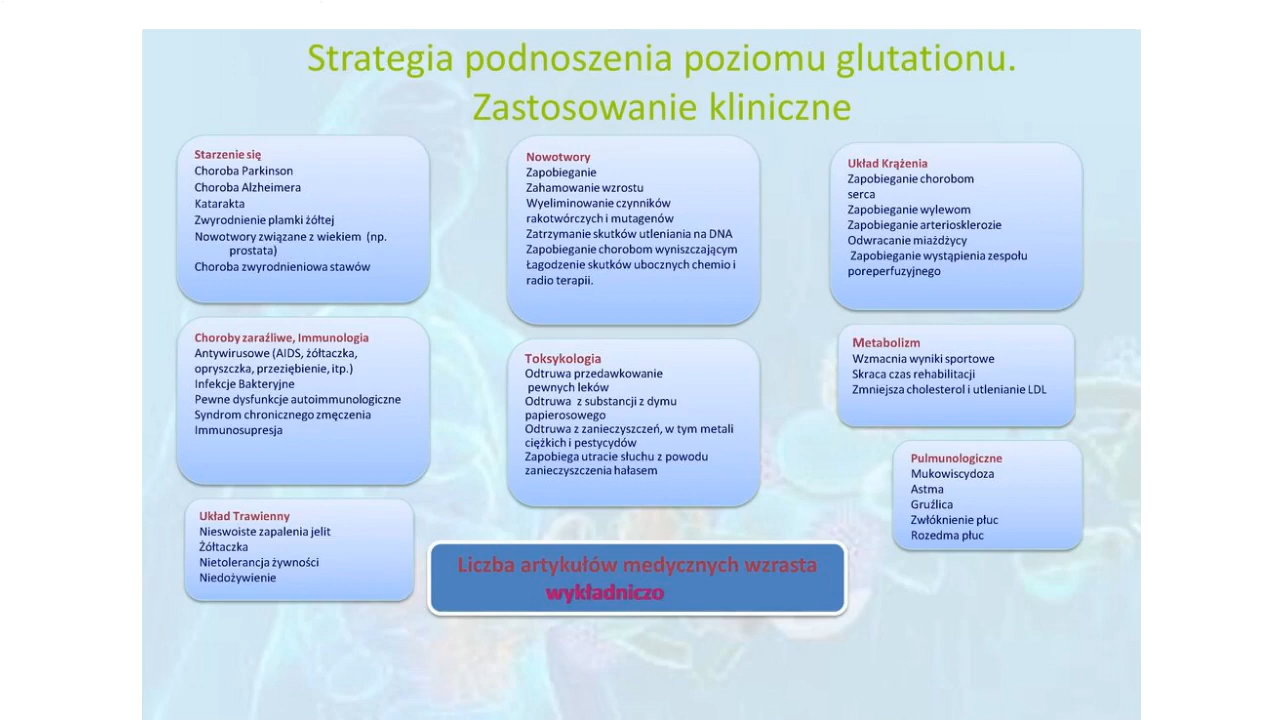 Strategia podnoszenia poziomu glutationu.
Zastosowanie kliniczne
Starzenie się
Choroba Parkinson
Choroba Alzheimera
Katarakta
Zwyrodnienie plamki żółtej
Nowotwory związane z wiekiem (np.
prostata)
Choroba zwyrodnieniowa stawów
Nowotwory
Zapobieganie
Zahamowanie wzrostu
Wyeliminowanie czynników
rakotwórczych i mutagenów
Zatrzymanie skutków utleniania na DNA
Zapobieganie chorobom wyniszczającym
Łagodzenie skutków ubocznych chemio i
radio terapii.
Układ Krążenia
Zapobieganie chorobom
serca
Zapobieganie wylewom
Zapobieganie arteriosklerozie
Odwracanie miażdżycy
Zapobieganie wystąpienia zespołu
poreperfuzyjnego
Choroby zaraźliwe, Immunologia
Antywirusowe (AIDS, żółtaczka,
opryszczka, przeziębienie, itp.)
Infekcje Bakteryjne
Pewne dysfunkcje autoimmunologiczne
Syndrom chronicznego zmęczenia
Immunosupresja
Toksykologia
Odtruwa przedawkowanie
pewnych leków
Odtruwa z substancji z dymu
papierosowego
Odtruwa z zanieczyszczeń, w tym metali
ciężkich i pestycydów
Zapobiega utracie słuchu z powodu
zanieczyszczenia hałasem
Metabolizm
Wzmacnia wyniki sportowe
Skraca czas rehabilitacji
Zmniejsza cholesterol i utlenianie LDL
Pulmunologiczne
Mukowiscydoza
Astma
Gruźlica
Zwłóknienie płuc
Rozedma płuc
Układ Trawienny
Nieswoiste zapalenia jelit
Żółtaczka
Nietolerancja żywności
Niedożywienie
Liczba artykułów medycznych wzrasta
wykładniczo